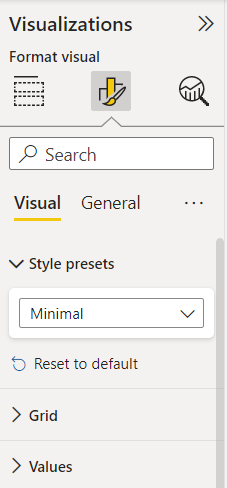 Visualizations
Format visual
Search
Visual General ...
Style presets
Minimal
Reset to default
Grid
Values